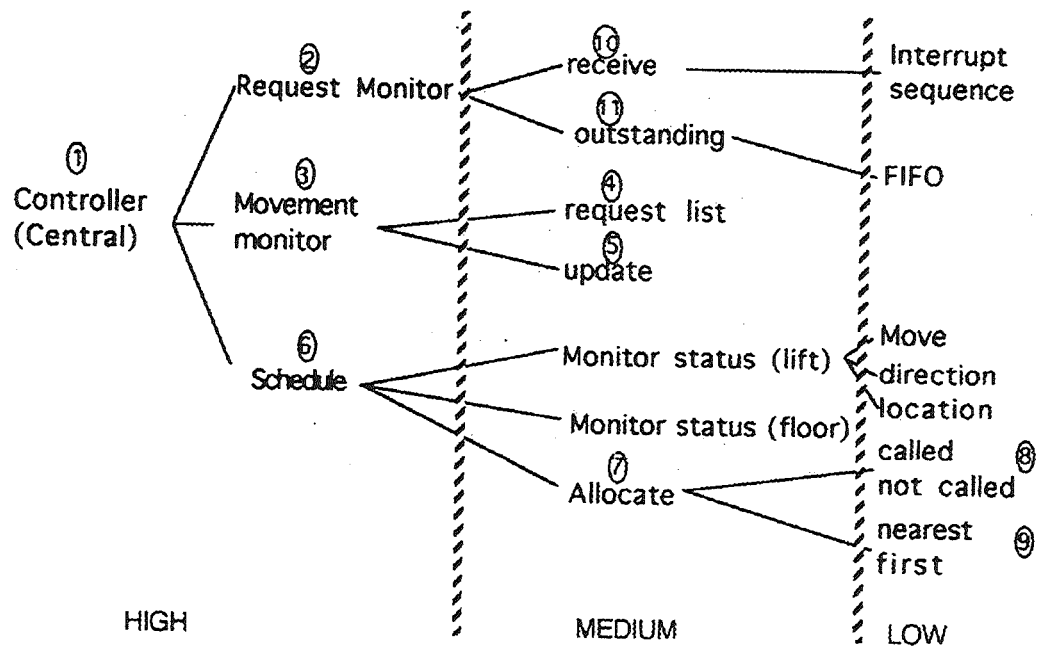 ①
Controller
(Central)
②
Request Monitor
③
Movement
monitor
⑥
Schedule
⑩
receive
⑪
outstanding
④
request list
⑤
update
Monitor status (lift)
Monitor status (floor)
⑦
Allocate
Interrupt
sequence
FIFO
Move
direction
location
called ⑧
not called
nearest ⑨
first
HIGH
MEDIUM
LOW